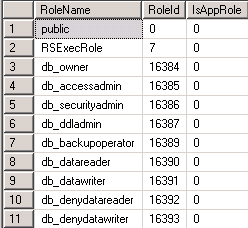 RoleName RoleId IsAppRole
1 public 0 0
2 RSExecRole 7 0
3 db_owner 16384 0
4 db_accessadmin 16385 0
5 db_securityadmin 16386 0
6 db_ddladmin 16387 0
7 db_backupoperator 16389 0
8 db_datareader 16390 0
9 db_datawriter 16391 0
10 db_denydatareader 16392 0
11 db_denydatawriter 16393 0